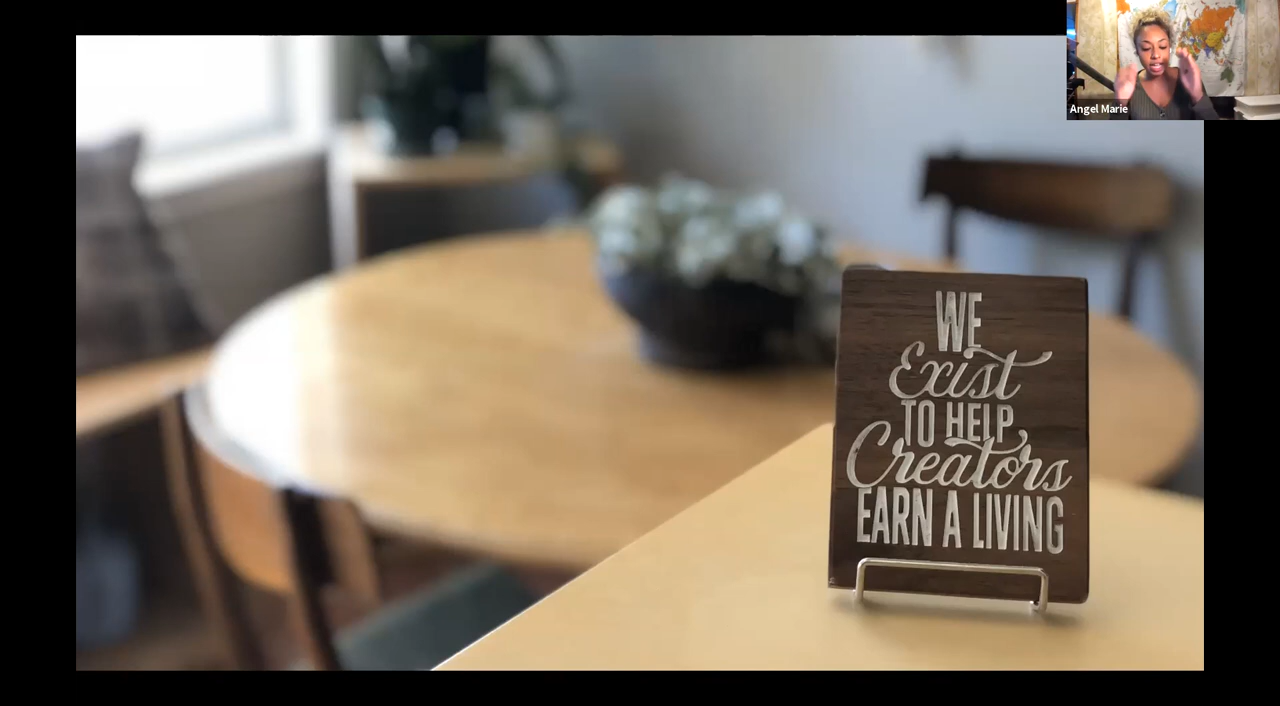 Angel Marie
WE
Exist
TO HELP
Creators
EARN A LIVING